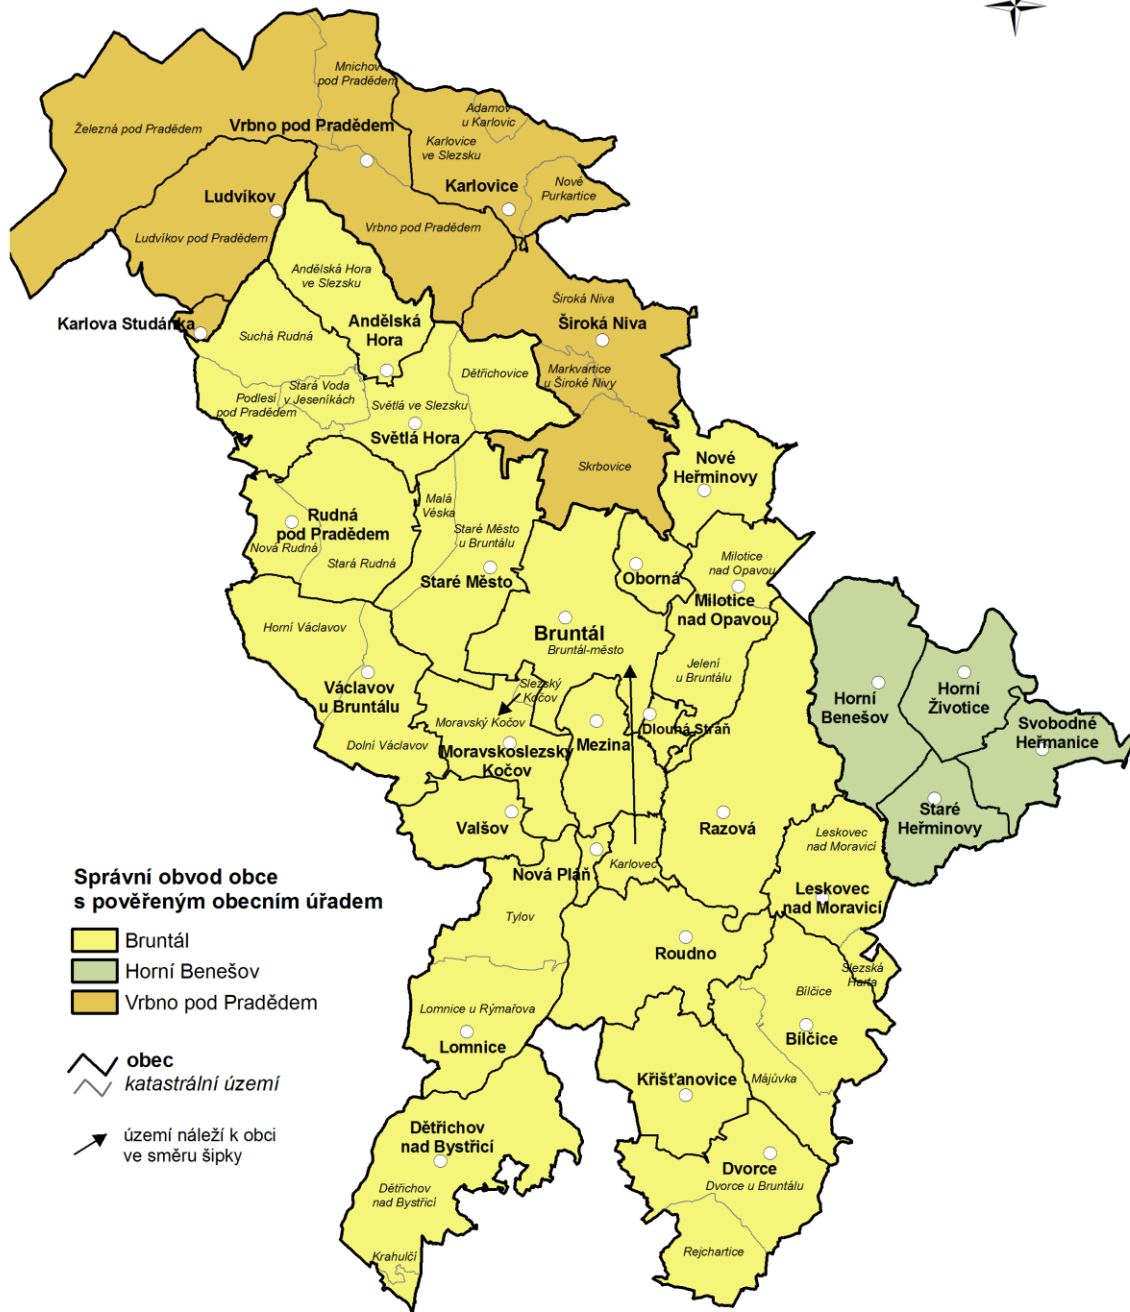 Mnichov
pod Pradědem
Adamov
u Karlovic
Železná pod Pradědem
Vrbno pod Pradědem
Karlovice
ve Slezsku
Karlovice
Nové
Purkartice
Ludvíkov
Ludvíkov pod Pradědem
Vrbno pod Pradědem
Andělská Hora
ve Slezsku
Široká Niva
Karlova Studánka
Andělská
Hora
Široká Niva
Suchá Rudná
Dětřichovice
Markvartice
u Široké Nivy
Stará Voda
v Jeseníkách
Podlesí
pod Pradědem
Světlá ve Slezsku
Světlá Hora
Skrbovice
Nové
Heřminovy
Malá
Véska
Rudná
pod Pradědem
Nová Rudná
Stará Rudná
Staré Město
u Bruntálu
Staré Město
Oborná
Milotice
nad Opavou
Milotice
nad Opavou
Horní Václavov
Bruntál
Bruntál-město
Jelení
u Bruntálu
Václavov
u Bruntálu
Slezský
Kočov
Moravský Kočov
Dolní Václavov
Moravskoslezský
Kočov
Mezina
Dlouhá Stráň
Horní
Benešov
Horní
Životice
Svobodné
Heřmanice
Staré
Heřminovy
Valšov
Razová
Leskovec
nad Moravicí
Nová Pláň
Karlovec
Leskovec
nad Moravicí
Tylov
Roudno
Slezská
Harta
Bílčice
Bílčice
Lomnice u Rýmařova
Lomnice
Křišťanovice
Májůvka
Dětřichov
nad Bystřicí
Dětřichov
nad Bystřicí
Krahulčí
Dvorce
Dvorce u Bruntálu
Rejchartice
Správní obvod obce
s pověřeným obecním úřadem
Bruntál
Horní Benešov
Vrbno pod Pradědem
obec
katastrální území
území náleží k obci
ve směru šipky